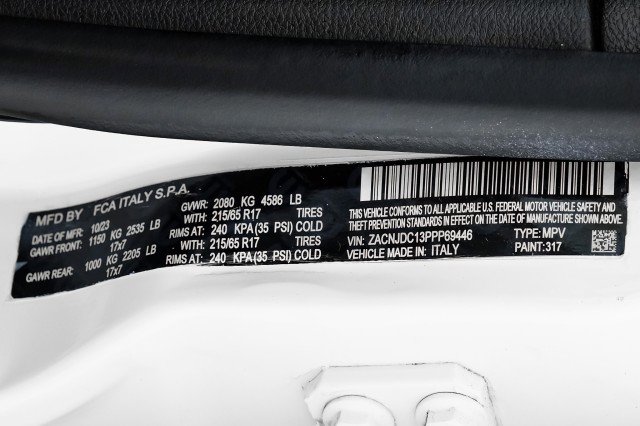 MFD BY FCA ITALY S.P.A.
DATE OF MFR: 10/23 GVWR: 2080 KG 4586 LB
GAWR FRONT: 1150 KG 2535 LB WITH: 215/65 R17 TIRES
17x7 RIMS AT: 240 KPA (35 PSI) COLD
GAWR REAR: 1000 KG 2205 LB WITH: 215/65 R17 TIRES
17x7 RIMS AT: 240 KPA (35 PSI) COLD
THIS VEHICLE CONFORMS TO ALL APPLICABLE U.S. FEDERAL MOTOR VEHICLE SAFETY AND
THEFT PREVENTION STANDARDS IN EFFECT ON THE DATE OF MANUFACTURE SHOWN ABOVE.
VIN: ZACNJDC13PPP69446 TYPE: MPV
VEHICLE MADE IN: ITALY PAINT: 317